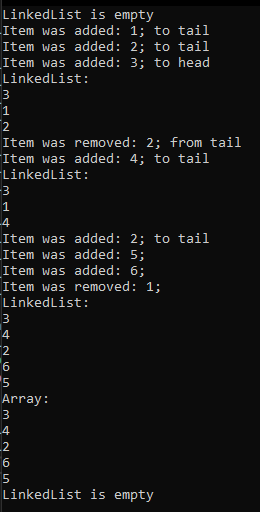 LinkedList is empty
Item was added: 1; to tail
Item was added: 2; to tail
Item was added: 3; to head
LinkedList:
3
1
2
Item was removed: 2; from tail
Item was added: 4; to tail
LinkedList:
3
1
4
Item was added: 2; to tail
Item was added: 5;
Item was added: 6;
Item was removed: 1;
LinkedList:
3
4
2
6
5
Array:
3
4
2
6
5
LinkedList is empty